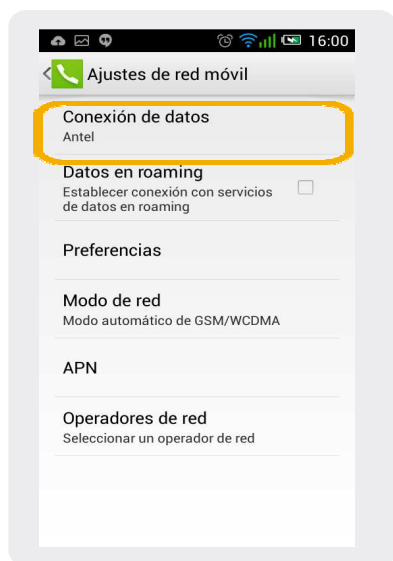 16:00
Ajustes de red móvil
Conexión de datos
Antel
Datos en roaming
Establecer conexión con servicios
de datos en roaming
Preferencias
Modo de red
Modo automático de GSM/WCDMA
APN
Operadores de red
Seleccionar un operador de red